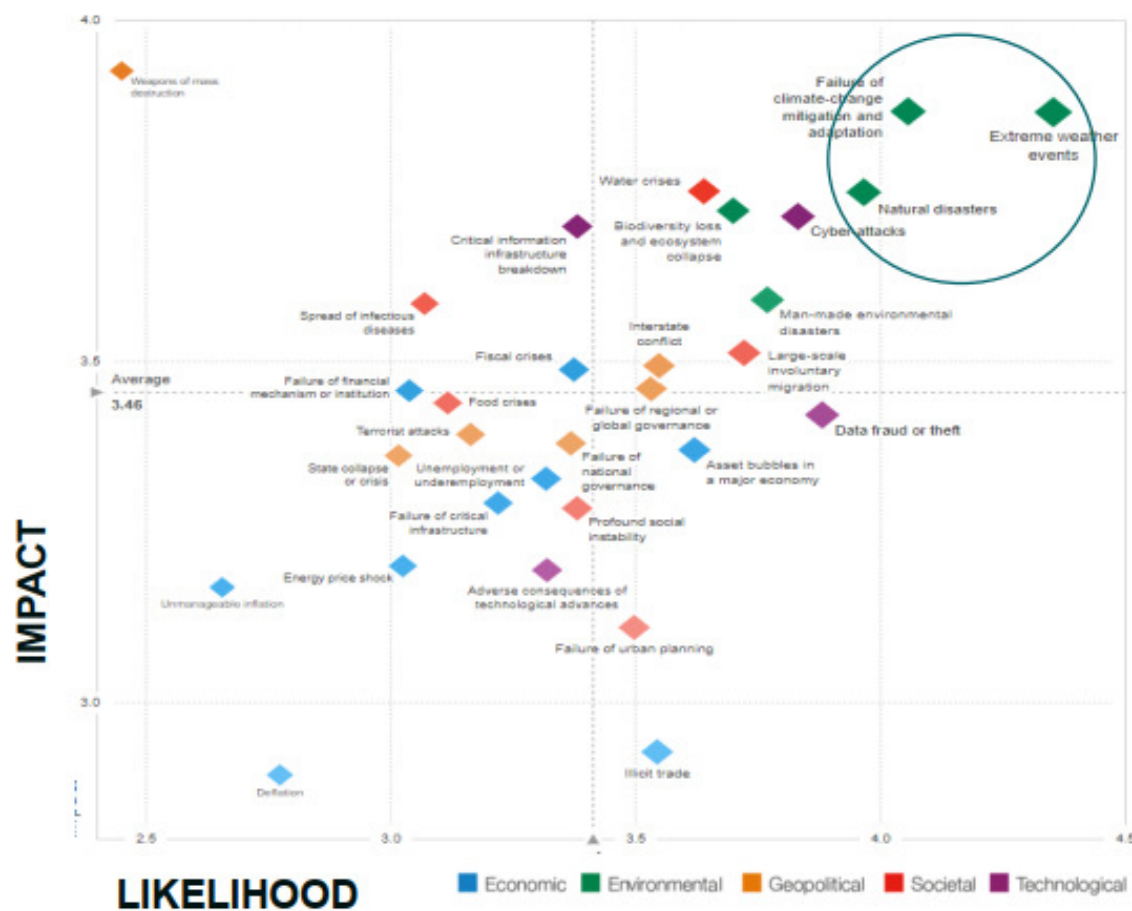 4.0
Weapons of mass
destruction
Failure of
climate-change
mitigation and
adaptation
Extreme weather
events
Water crises
Natural disasters
Biodiversity loss
and ecosystem
collapse
Cyber attacks
Critical information
infrastructure
breakdown
Spread of infectious
diseases
Man-made environmental
disasters
Interstate
conflict
3.5
Fiscal crises
Large-scale
involuntary
migration
Average
3.46
Failure of financial
mechanism or institution
Food crises
Failure of regional or
global governance
Data fraud or theft
Terrorist attacks
State collapse
or crisis
Unemployment or
underemployment
Failure of
national
governance
Asset bubbles in
a major economy
Failure of critical
infrastructure
Profound social
instability
Energy price shock
Adverse consequences of
technological advances
Unmanageable inflation
Failure of urban planning
3.0
Illicit trade
Deflation
IMPACT
2.5 3.0 3.5 4.0 4.5
LIKELIHOOD
Economic Environmental Geopolitical Societal Technological